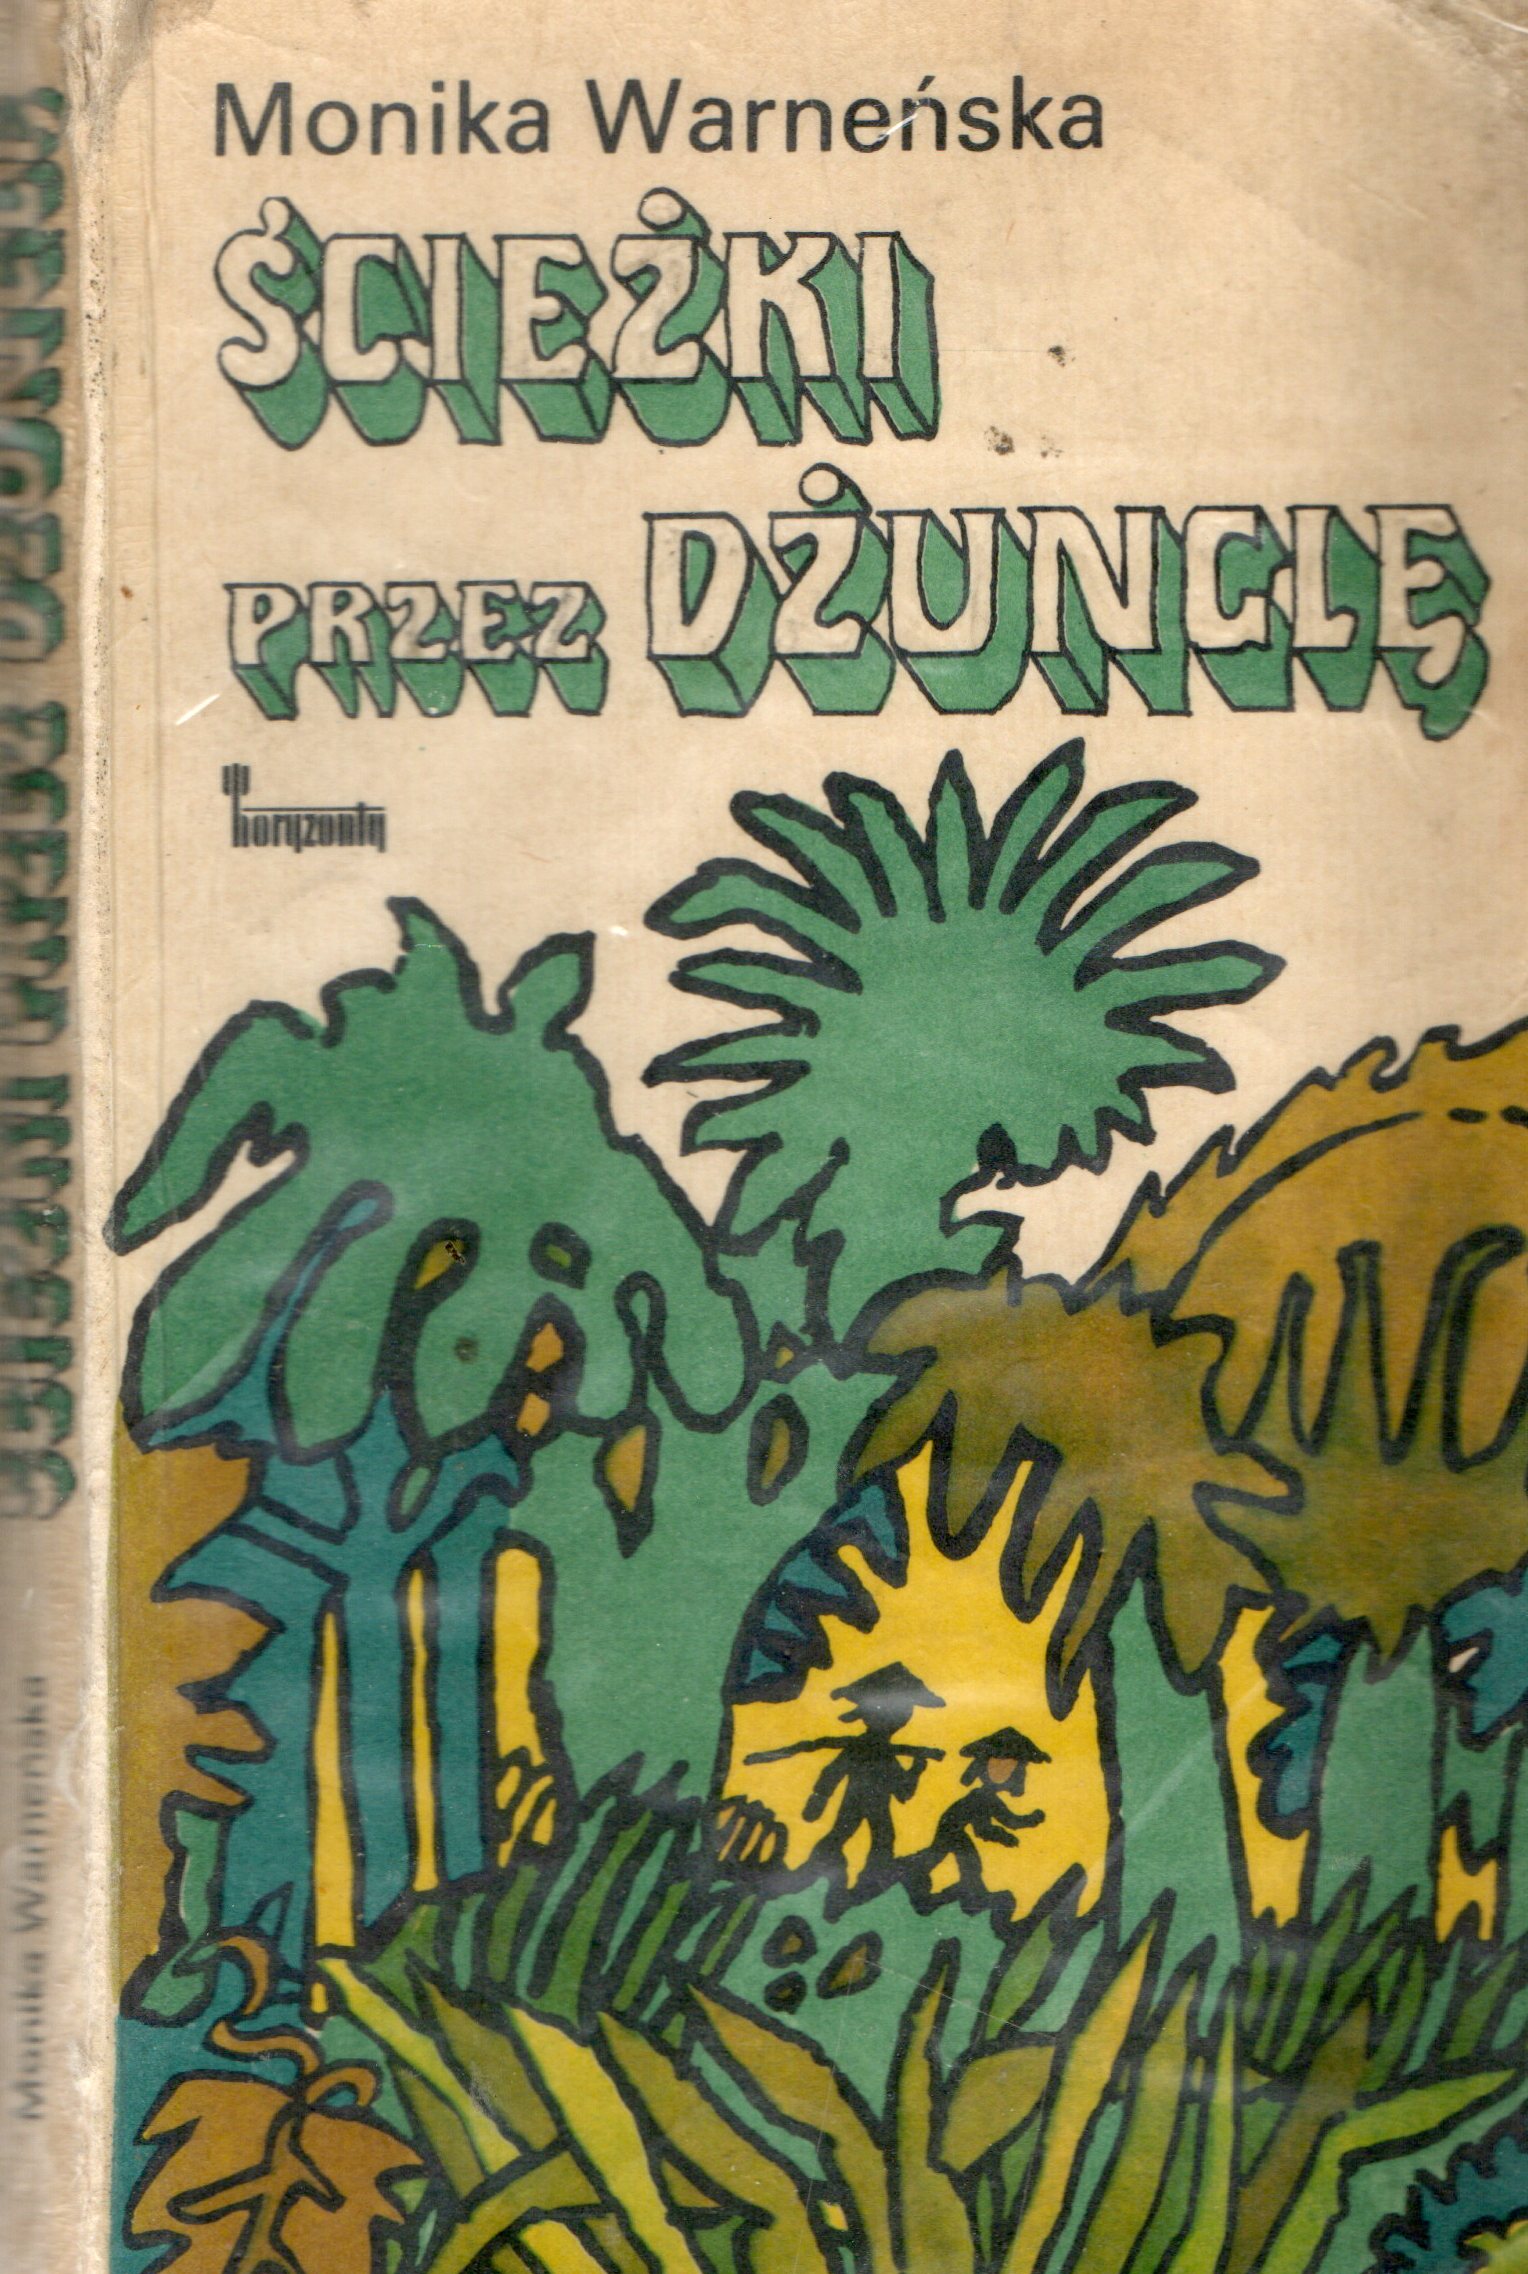 Monika Warneńska
ŚCIEŻKI
PRZEZ DŻUNGLĘ
horyzonty
ŚCIEŻKI PRZEZ DŻUNGLĘ
Monika Warneńska